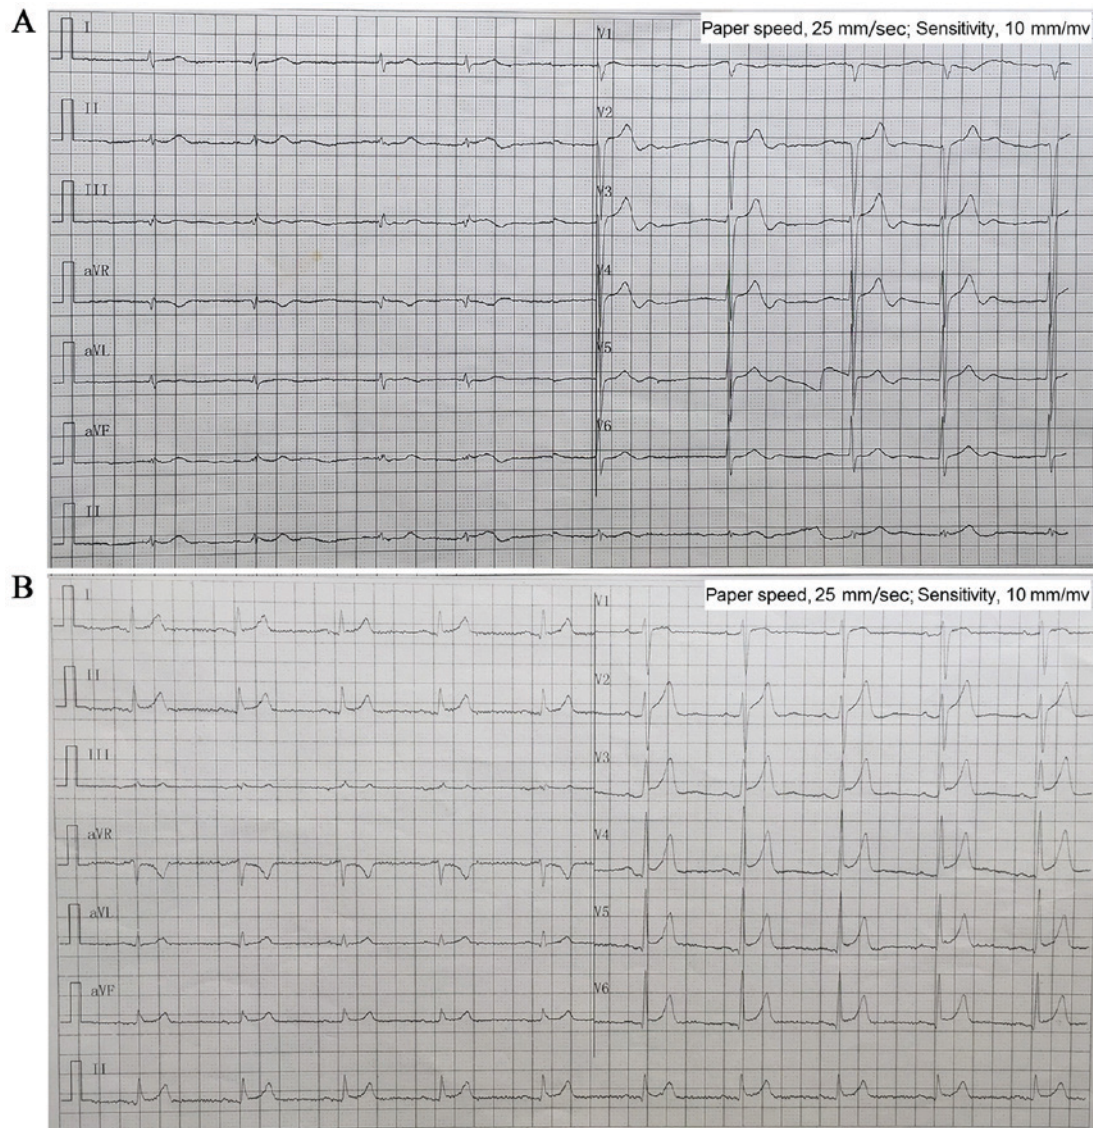 A
Paper speed, 25 mm/sec; Sensitivity, 10 mm/mv
I
II
III
aVR
aVL
aVF
II
V1
V2
V3
V4
V5
V6
B
Paper speed, 25 mm/sec; Sensitivity, 10 mm/mv
I
II
III
aVR
aVL
aVF
II
V1
V2
V3
V4
V5
V6